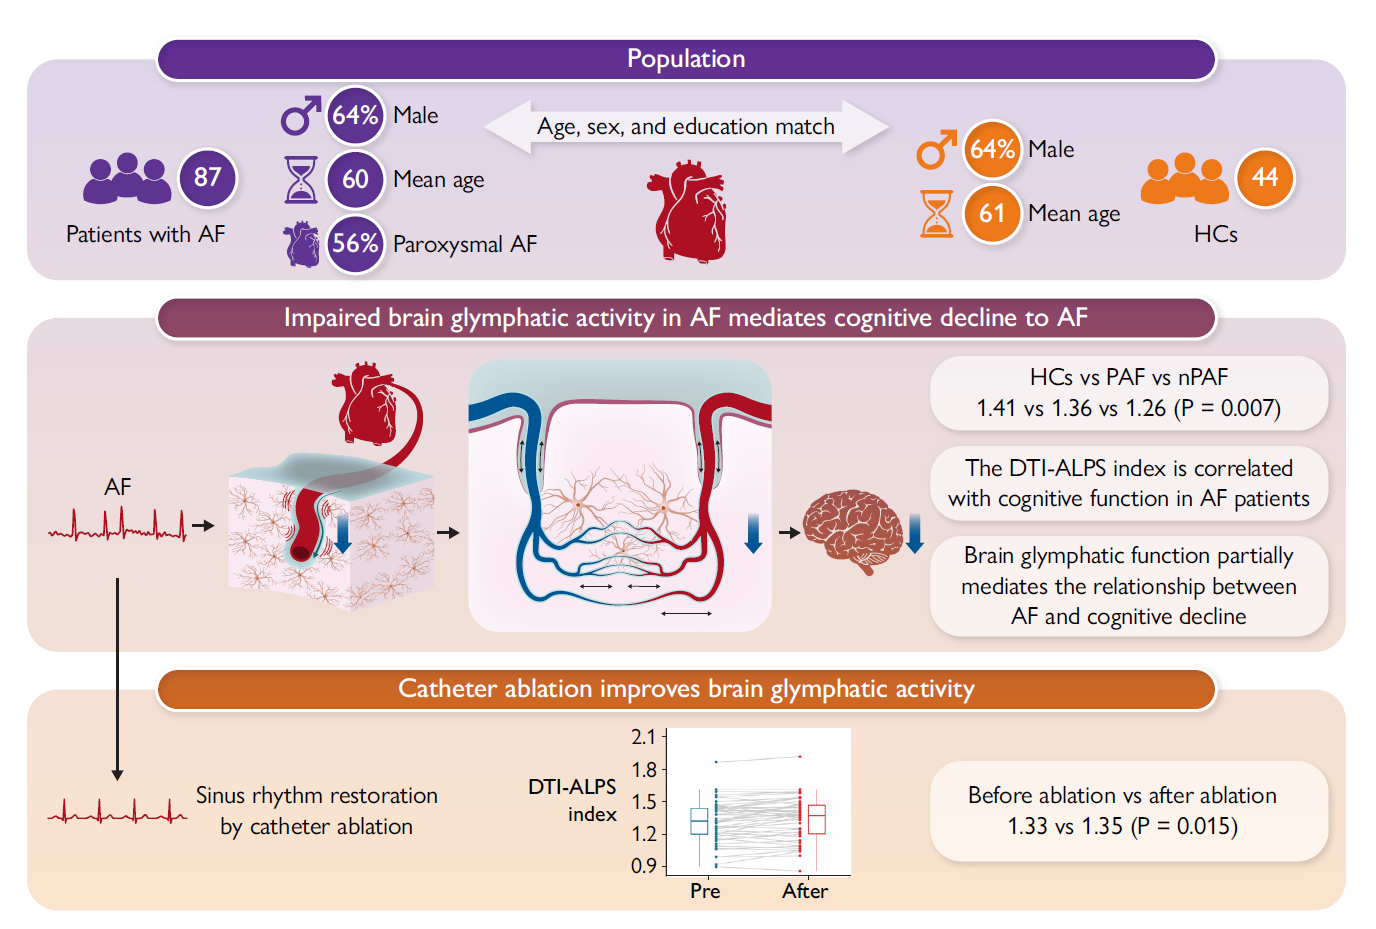 Population
87
Patients with AF
64% Male
60 Mean age
56% Paroxysmal AF
Age, sex, and education match
64% Male
61 Mean age
44
HCs
Impaired brain glymphatic activity in AF mediates cognitive decline to AF
AF
HCs vs PAF vs nPAF
1.41 vs 1.36 vs 1.26 (P = 0.007)
The DTI-ALPS index is correlated
with cognitive function in AF patients
Brain glymphatic function partially
mediates the relationship between
AF and cognitive decline
Catheter ablation improves brain glymphatic activity
Sinus rhythm restoration
by catheter ablation
DTI-ALPS
index
2.1
1.8
1.5
1.2
0.9
Pre
After
Before ablation vs after ablation
1.33 vs 1.35 (P = 0.015)